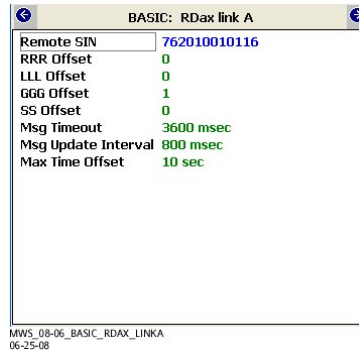 BASIC: RDax link A
Remote SIN 762010010116
RRR Offset 0
LLL Offset 0
GGG Offset 1
SS Offset 0
Msg Timeout 3600 msec
Msg Update Interval 800 msec
Max Time Offset 10 sec
MWS_08-06_BASIC_RDAX_LINKA
06-25-08